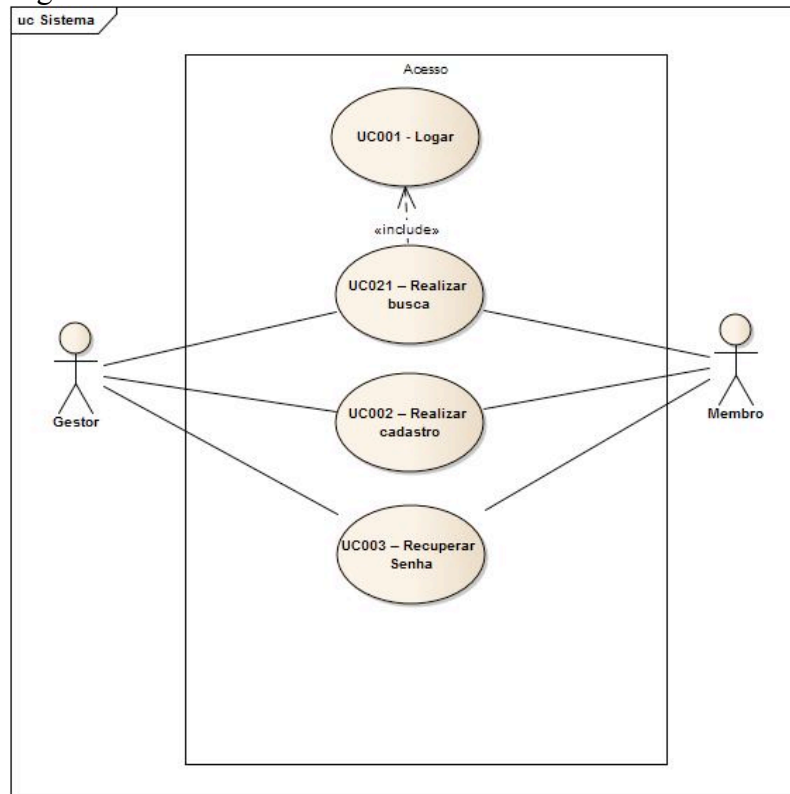 uc Sistema
Acesso
UC001 - Logar
«include»
UC021 – Realizar
busca
UC002 – Realizar
cadastro
UC003 – Recuperar
Senha
Gestor
Membro